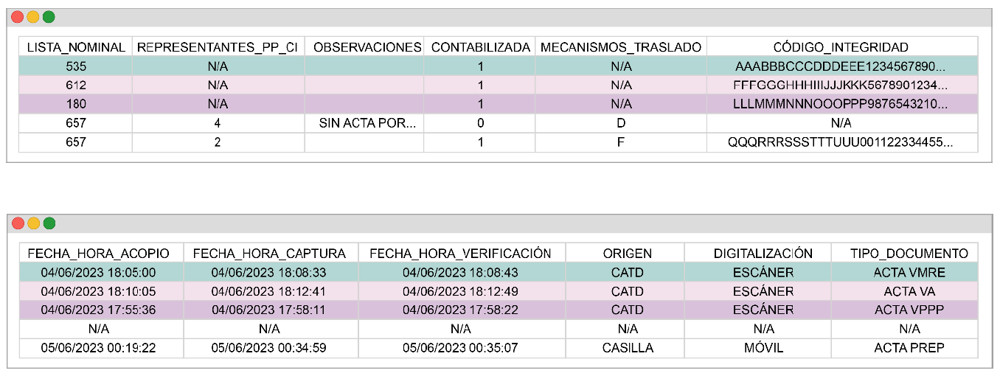 LISTA_NOMINAL REPRESENTANTES_PP_CI OBSERVACIONES CONTABILIZADA MECANISMOS_TRASLADO CÓDIGO_INTEGRIDAD
535 N/A 1 N/A AAABBBCCCDDDEEE1234567890...
612 N/A 1 N/A FFFGGGHHHIIIJJJKKK5678901234...
180 N/A 1 N/A LLLMMMNNNOOOPPP9876543210...
657 4 SIN ACTA POR... 0 D N/A
657 2 1 F QQQRRRSSSTTTUUU001122334455...
FECHA_HORA_ACOPIO FECHA_HORA_CAPTURA FECHA_HORA_VERIFICACIÓN ORIGEN DIGITALIZACIÓN TIPO_DOCUMENTO
04/06/2023 18:05:00 04/06/2023 18:08:33 04/06/2023 18:08:43 CATD ESCÁNER ACTA VMRE
04/06/2023 18:10:05 04/06/2023 18:12:41 04/06/2023 18:12:49 CATD ESCÁNER ACTA VA
04/06/2023 17:55:36 04/06/2023 17:58:11 04/06/2023 17:58:22 CATD ESCÁNER ACTA VPPP
N/A N/A N/A N/A N/A N/A
05/06/2023 00:19:22 05/06/2023 00:34:59 05/06/2023 00:35:07 CASILLA MÓVIL ACTA PREP